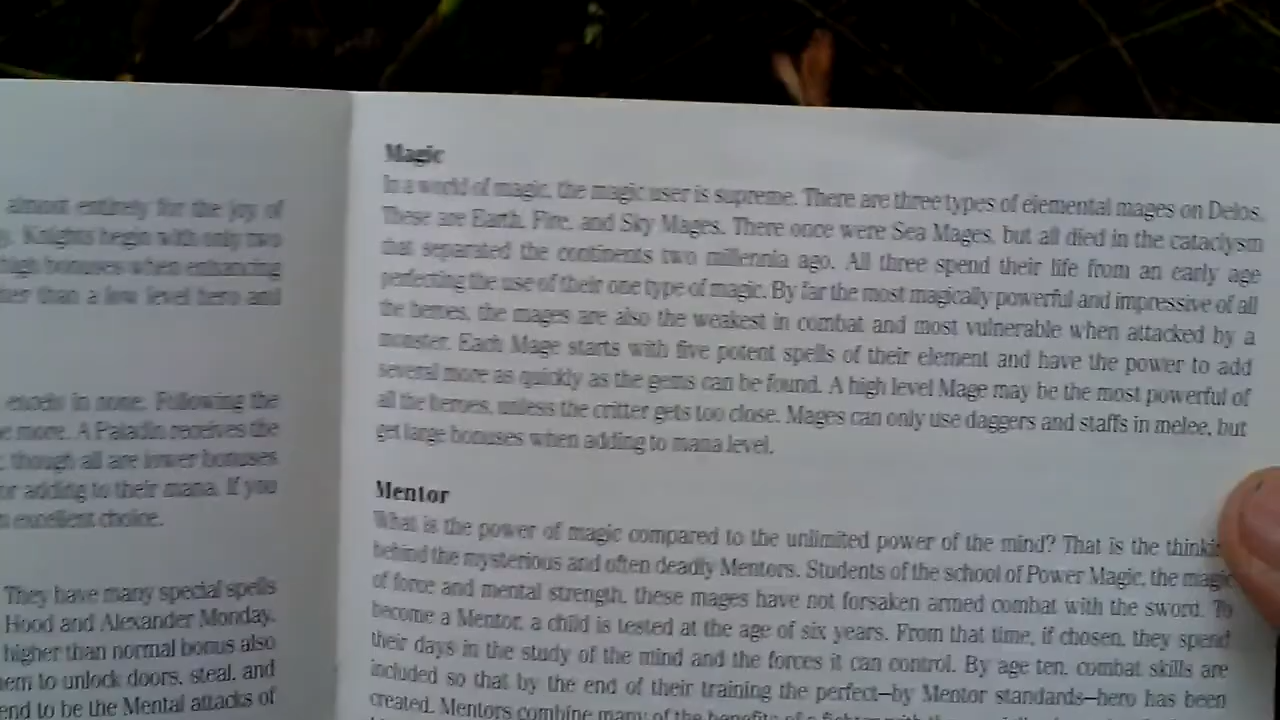 almost entirely for the joy of
Knights begin with only two
high bonuses when enhancing
than a low level hero and
excels in none. Following the
more. A Paladin receives the
though all are lower bonuses
or adding to their mana. If you
excellent choice.
They have many special spells
Hood and Alexander Monday.
higher than normal bonus also
to unlock doors, steal, and
to be the Mental attacks of
Magic
In a world of magic, the magic user is supreme. There are three types of elemental mages on Delos.
These are Earth, Fire, and Sky Mages. There once were Sea Mages, but all died in the cataclysm
that separated the continents two millennia ago. All three spend their life from an early age
perfecting the use of their one type of magic. By far the most magically powerful and impressive of all
the heroes, the mages are also the weakest in combat and most vulnerable when attacked by a
monster. Each Mage starts with five potent spells of their element and have the power to add
several more as quickly as the gems can be found. A high level Mage may be the most powerful of
all the heroes, unless the critter gets too close. Mages can only use daggers and staffs in melee, but
get large bonuses when adding to mana level.
Mentor
What is the power of magic compared to the unlimited power of the mind? That is the
behind the mysterious and often deadly Mentors. Students of the school of Power Magic, the magic
of force and mental strength, these mages have not forsaken armed combat with the sword. To
become a Mentor, a child is tested at the age of six years. From that time, if chosen, they spend
their days in the study of the mind and the forces it can control. By age ten, combat skills are
included so that by the end of their training the perfect—by Mentor standards—hero has been
created. Mentors combine many of the benefits of a fighter with the